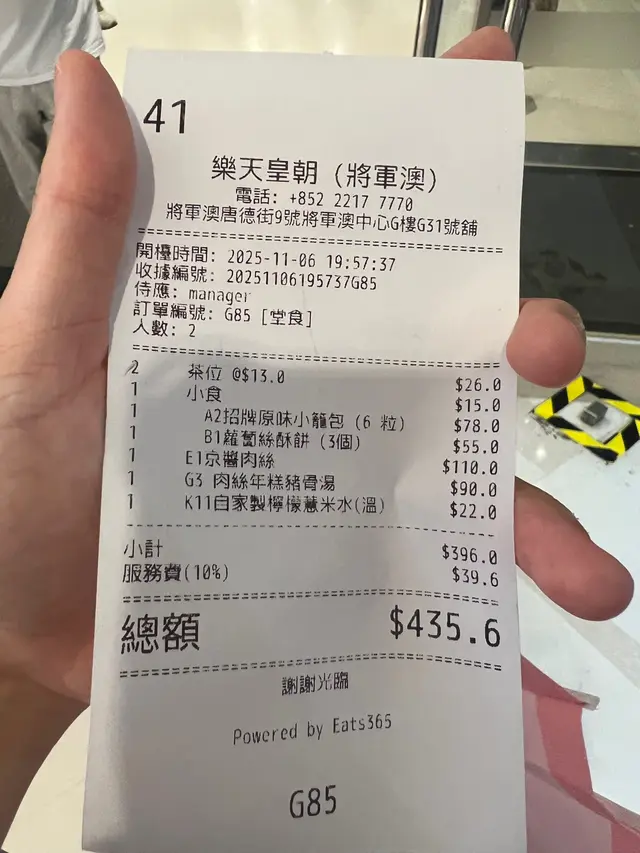 41
樂天皇朝 (將軍澳)
電話: +852 2217 7770
將軍澳唐德街9號將軍澳中心G樓G31號舖
開檯時間: 2025-11-06 19:57:37
收據編號: 20251106195737G85
侍應: manager
訂單編號: G85 [堂食]
人數: 2
2 茶位 @$13.0 $26.0
1 小食 $15.0
1 A2招牌原味小籠包 (6 粒) $78.0
1 B1蘿蔔絲酥餅 (3個) $55.0
1 E1京醬肉絲 $110.0
1 G3 肉絲年糕豬骨湯 $90.0
1 K11自家製檸檬薏米水(溫) $22.0
小計 $396.0
服務費(10%) $39.6
總額 $435.6
謝謝光臨
Powered by Eats365
G85